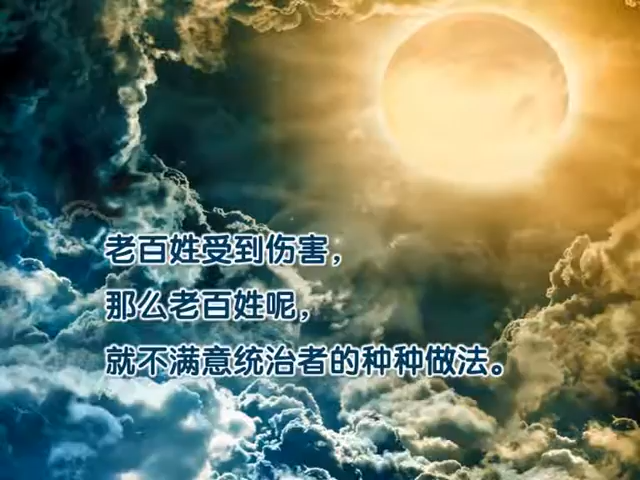 老百姓受到伤害，
那么老百姓呢，
就不满意统治者的种种做法。